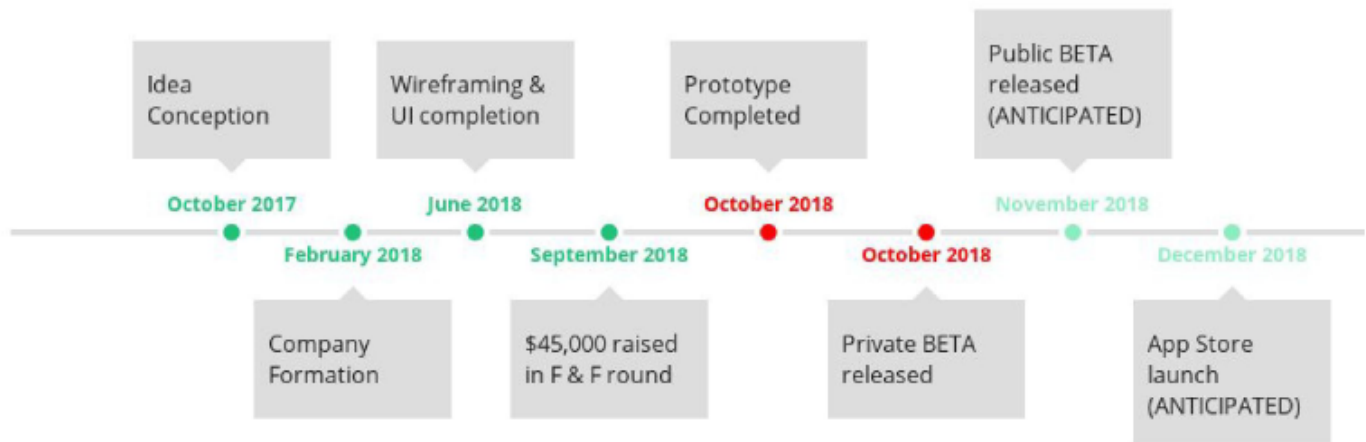 Idea
Conception
Wireframing &
UI completion
Prototype
Completed
Public BETA
released
(ANTICIPATED)
October 2017
June 2018
October 2018
November 2018
February 2018
September 2018
October 2018
December 2018
Company
Formation
$45,000 raised
in F & F round
Private BETA
released
App Store
launch
(ANTICIPATED)